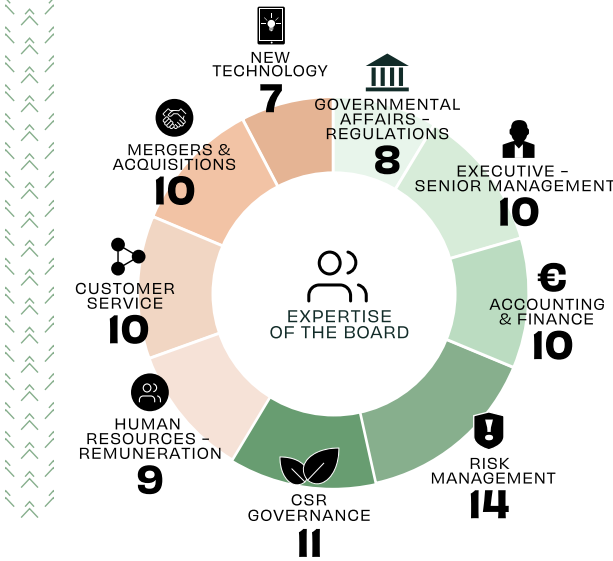 NEW
TECHNOLOGY
7
GOVERNMENTAL
AFFAIRS –
REGULATIONS
8
EXECUTIVE –
SENIOR MANAGEMENT
10
€
ACCOUNTING
& FINANCE
10
RISK
MANAGEMENT
14
CSR
GOVERNANCE
11
HUMAN
RESOURCES –
REMUNERATION
9
CUSTOMER
SERVICE
10
MERGERS &
ACQUISITIONS
10
EXPERTISE
OF THE BOARD